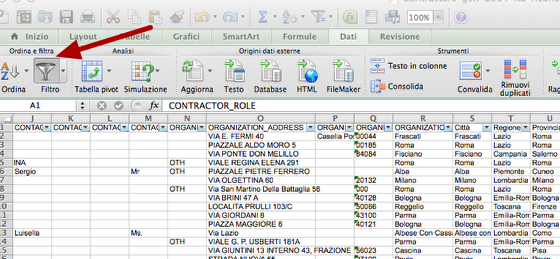 100%
Inizio Layout Tabelle Grafici SmartArt Formule Dati Revisione
Ordina e filtra Analisi Origini dati esterne Strumenti
Ordina Filtro Tabella pivot Simulazione Aggiorna Testo Database HTML FileMaker Testo in colonne Consolida Convalida Rimuovi duplicati
A1 fx CONTRACTOR_ROLE
J K L M N O P Q R S T U
1 CONTAC CONTAC CONTAC CONTAC ORGANI ORGANIZATION_ADDRESS ORGAN ORGAN ORGANIZATIO Città Regione Provinci
2 VIA E. FERMI 40 Casella Po 00044 Frascati Frascati Lazio Roma
PIAZZALE ALDO MORO 5 00185 Roma Roma Lazio Roma
VIA PONTE DON MELILLO 84084 Fisciano Fisciano Campania Salerno
5 INA OTH VIALE REGINA ELENA 291 Roma Roma Lazio Roma
6 Sergio Mr OTH PIAZZALE PIETRE FERRERO Alba Alba Piemonte Cuneo
VIA OLGETTINA 60 20132 Milano Milano Lombardia Milano
8 OTH Via San Martino Della Battaglia 56 000 Roma Roma Lazio Roma
9 VIA BRINI 47 A 40128 Bologna Bologna Emilia-Rom Bologna
10 LOCALITA PRULLI 103/C 50066 Reggello Reggello Toscana Firenze
11 VIA GIORDANI 8 43100 Parma Parma Emilia-Rom Parma
12 PIAZZA MAGGIORE 6 40121 Bologna Bologna Emilia-Rom Bologna
13 Luisella Ms. Via Lazio Albese Con Cassa Albese con Lombardia Como
14 OTH VIALE G. P. USBERTI 181A Parma Parma Emilia-Rom Parma
15 VIA GIUNTINI 13 INTERNO 43, FRAZIONE 56023 Cascina Cascina Toscana Pisa